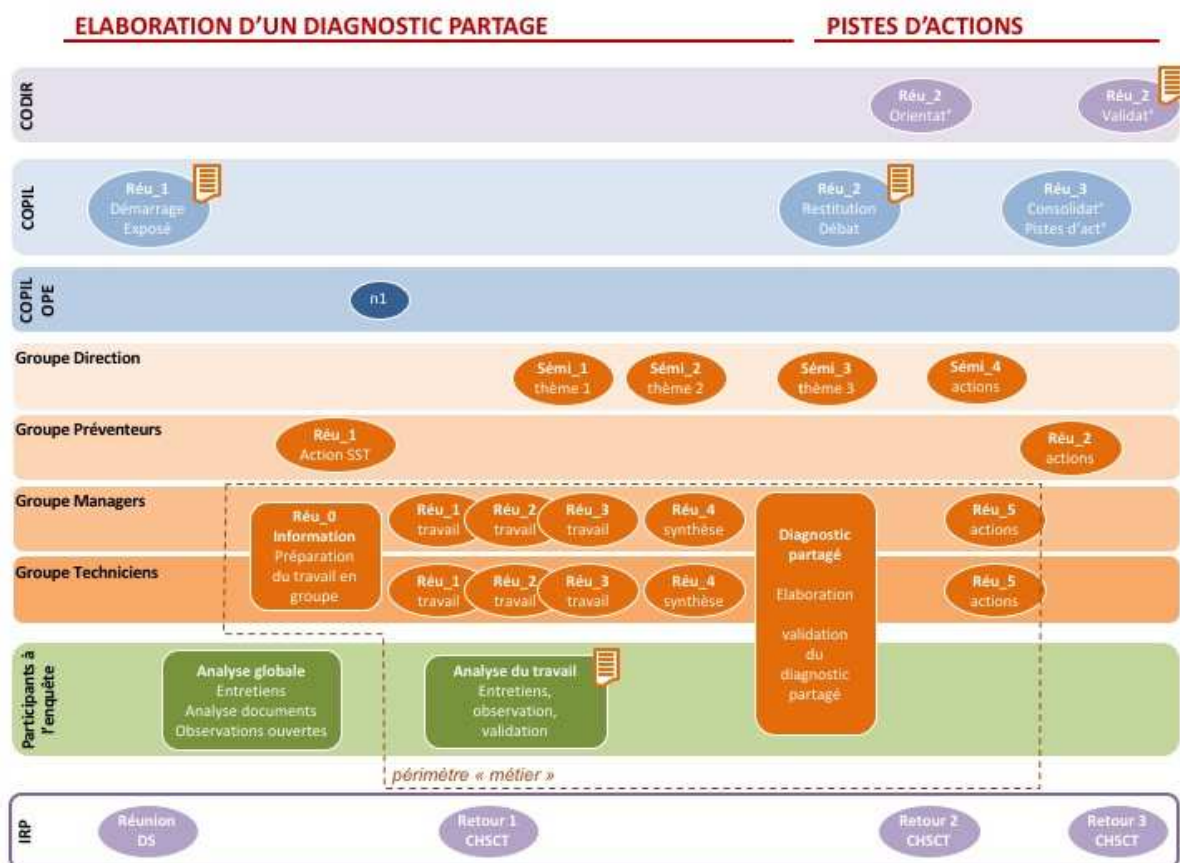 ELABORATION D'UN DIAGNOSTIC PARTAGE
PISTES D'ACTIONS
CODIR
Réu_2
Orientat°
Réu_2
Validat°
COPIL
Réu_1
Démarrage
Exposé
Réu_2
Restitution
Débat
Réu_3
Consolidat°
Pistes d'act°
COPIL
OPE
n1
Groupe Direction
Sémi_1
thème 1
Sémi_2
thème 2
Sémi_3
thème 3
Sémi_4
actions
Groupe Préventeurs
Réu_1
Action SST
Réu_2
actions
Groupe Managers
Réu_0
Information
Préparation
du travail en
groupe
Réu_1
travail
Réu_2
travail
Réu_3
travail
Réu_4
synthèse
Diagnostic
partagé
Elaboration
validation
du
diagnostic
partagé
Réu_5
actions
Groupe Techniciens
Réu_1
travail
Réu_2
travail
Réu_3
travail
Réu_4
synthèse
Réu_5
actions
Participants à
l'enquête
Analyse globale
Entretiens
Analyse documents
Observations ouvertes
Analyse du travail
Entretiens,
observation,
validation
périmètre « métier »
IRP
Réunion
DS
Retour 1
CHSCT
Retour 2
CHSCT
Retour 3
CHSCT